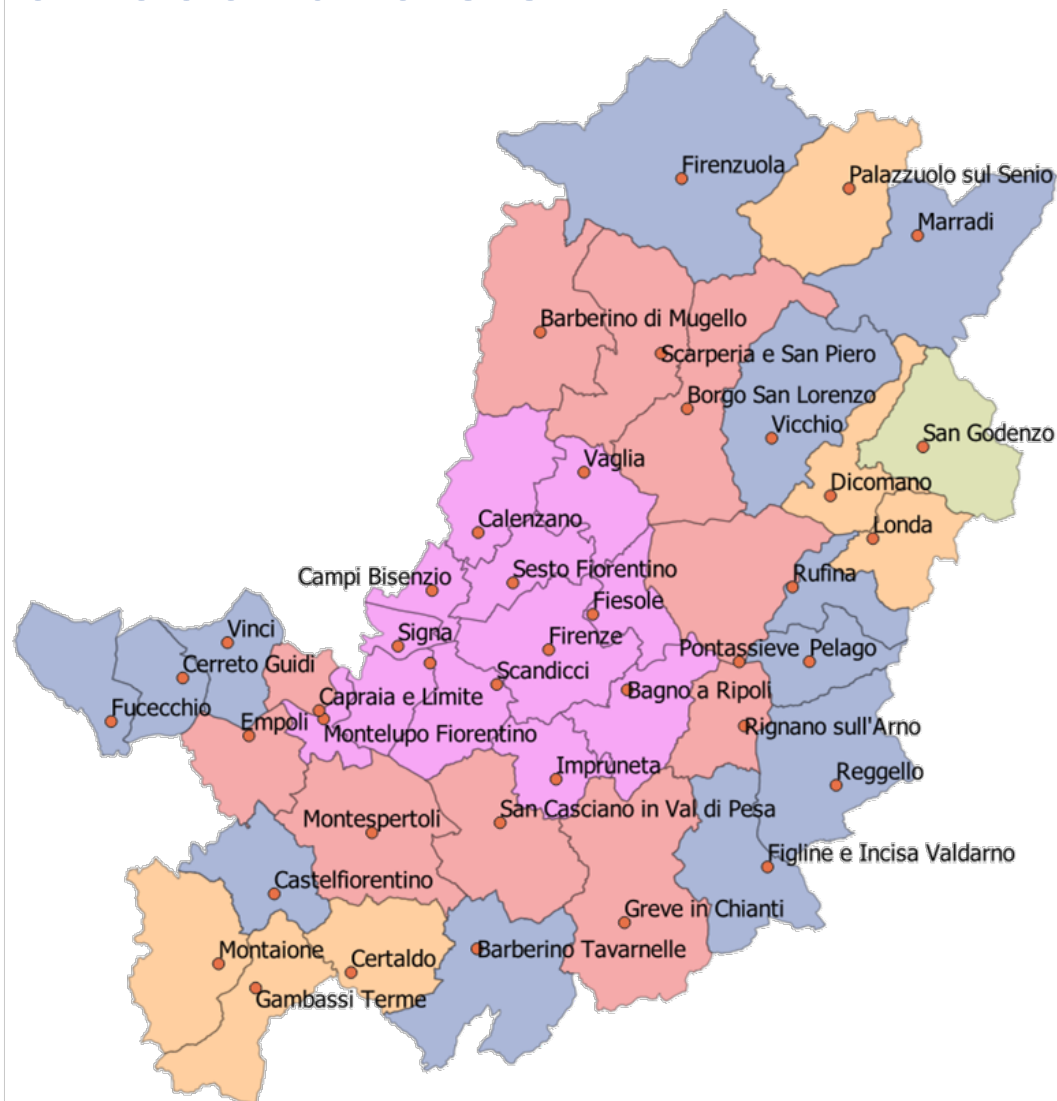 Firenzuola
Palazzuolo sul Senio
Marradi
Barberino di Mugello
Scarperia e San Piero
Borgo San Lorenzo
Vicchio
San Godenzo
Vaglia
Dicomano
Calenzano
Londa
Campi Bisenzio
Sesto Fiorentino
Rufina
Fiesole
Vinci
Signa
Firenze
Pontassieve
Pelago
Cerreto Guidi
Scandicci
Capraia e Limite
Bagno a Ripoli
Fucecchio
Empoli
Montelupo Fiorentino
Rignano sull'Arno
Impruneta
Reggello
Montespertoli
San Casciano in Val di Pesa
Figline e Incisa Valdarno
Castelfiorentino
Greve in Chianti
Montaione
Certaldo
Barberino Tavarnelle
Gambassi Terme